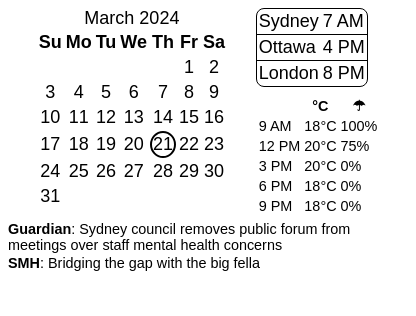 March 2024
Su Mo Tu We Th Fr Sa
1 2
3 4 5 6 7 8 9
10 11 12 13 14 15 16
17 18 19 20 21 22 23
24 25 26 27 28 29 30
31
Sydney 7 AM
Ottawa 4 PM
London 8 PM
°C ☂
9 AM 18°C 100%
12 PM 20°C 75%
3 PM 20°C 0%
6 PM 18°C 0%
9 PM 18°C 0%
Guardian: Sydney council removes public forum from
meetings over staff mental health concerns
SMH: Bridging the gap with the big fella